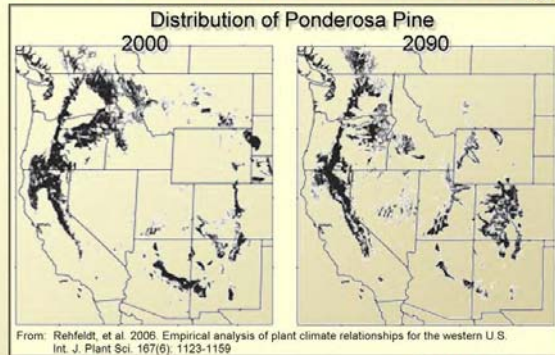 Distribution of Ponderosa Pine
2000
2090
From: Rehfeldt, et al. 2006. Empirical analysis of plant climate relationships for the western U.S.
Int. J. Plant Sci. 167(6): 1123-1159